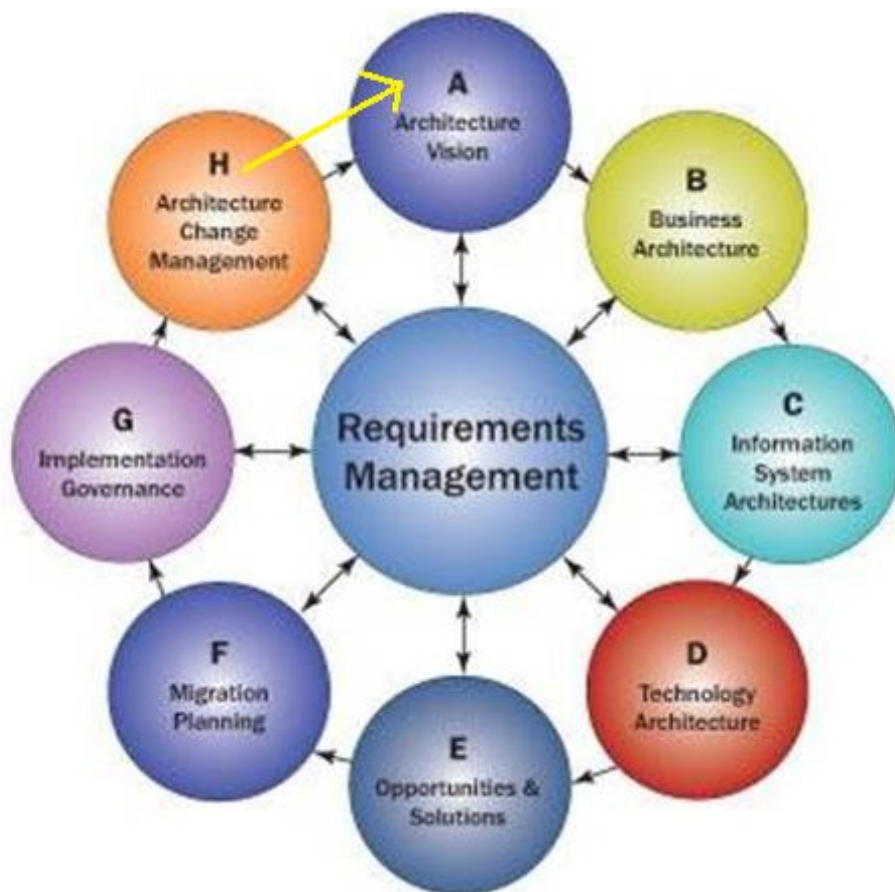 A
Architecture
Vision
B
Business
Architecture
C
Information
System
Architectures
D
Technology
Architecture
E
Opportunities &
Solutions
F
Migration
Planning
G
Implementation
Governance
H
Architecture
Change
Management
Requirements
Management